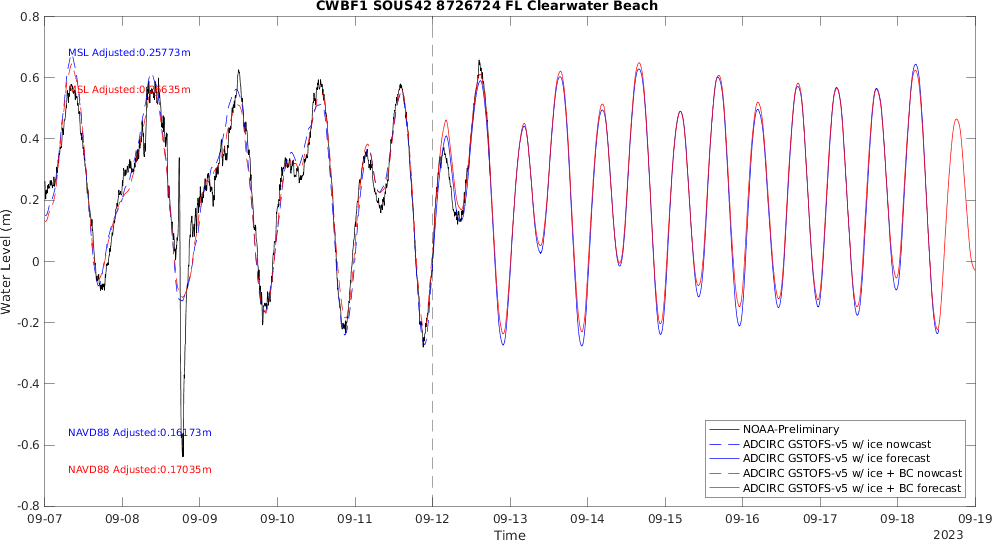 CWBF1 SOUS42 8726724 FL Clearwater Beach
0.8
0.6
0.4
0.2
0
-0.2
-0.4
-0.6
-0.8
Water Level (m)
MSL Adjusted:0.25773m
MSL Adjusted:0.26635m
NAVD88 Adjusted:0.16173m
NAVD88 Adjusted:0.17035m
NOAA-Preliminary
ADCIRC GSTOFS-v5 w/ ice nowcast
ADCIRC GSTOFS-v5 w/ ice forecast
ADCIRC GSTOFS-v5 w/ ice + BC nowcast
ADCIRC GSTOFS-v5 w/ ice + BC forecast
09-07 09-08 09-09 09-10 09-11 09-12 09-13 09-14 09-15 09-16 09-17 09-18 09-19
Time
2023